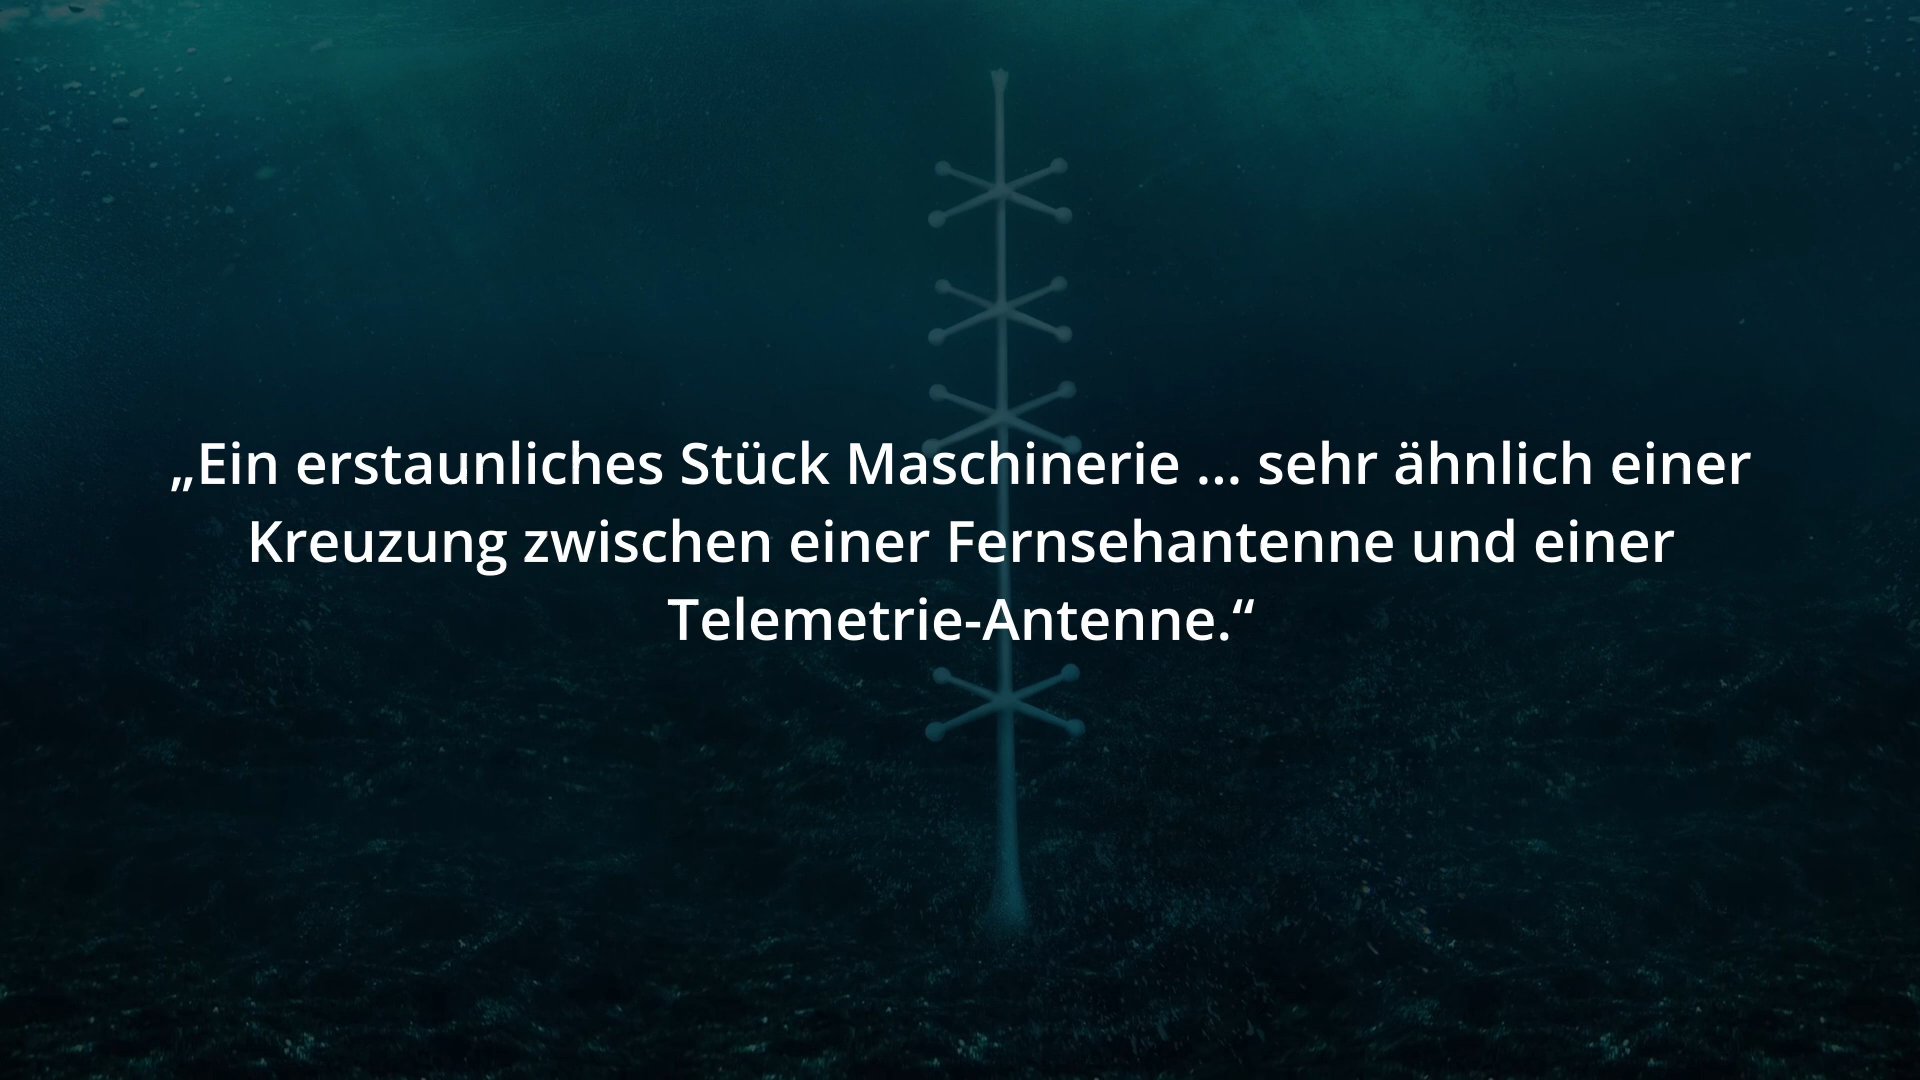 „Ein erstaunliches Stück Maschinerie ... sehr ähnlich einer
Kreuzung zwischen einer Fernsehantenne und einer
Telemetrie-Antenne.“